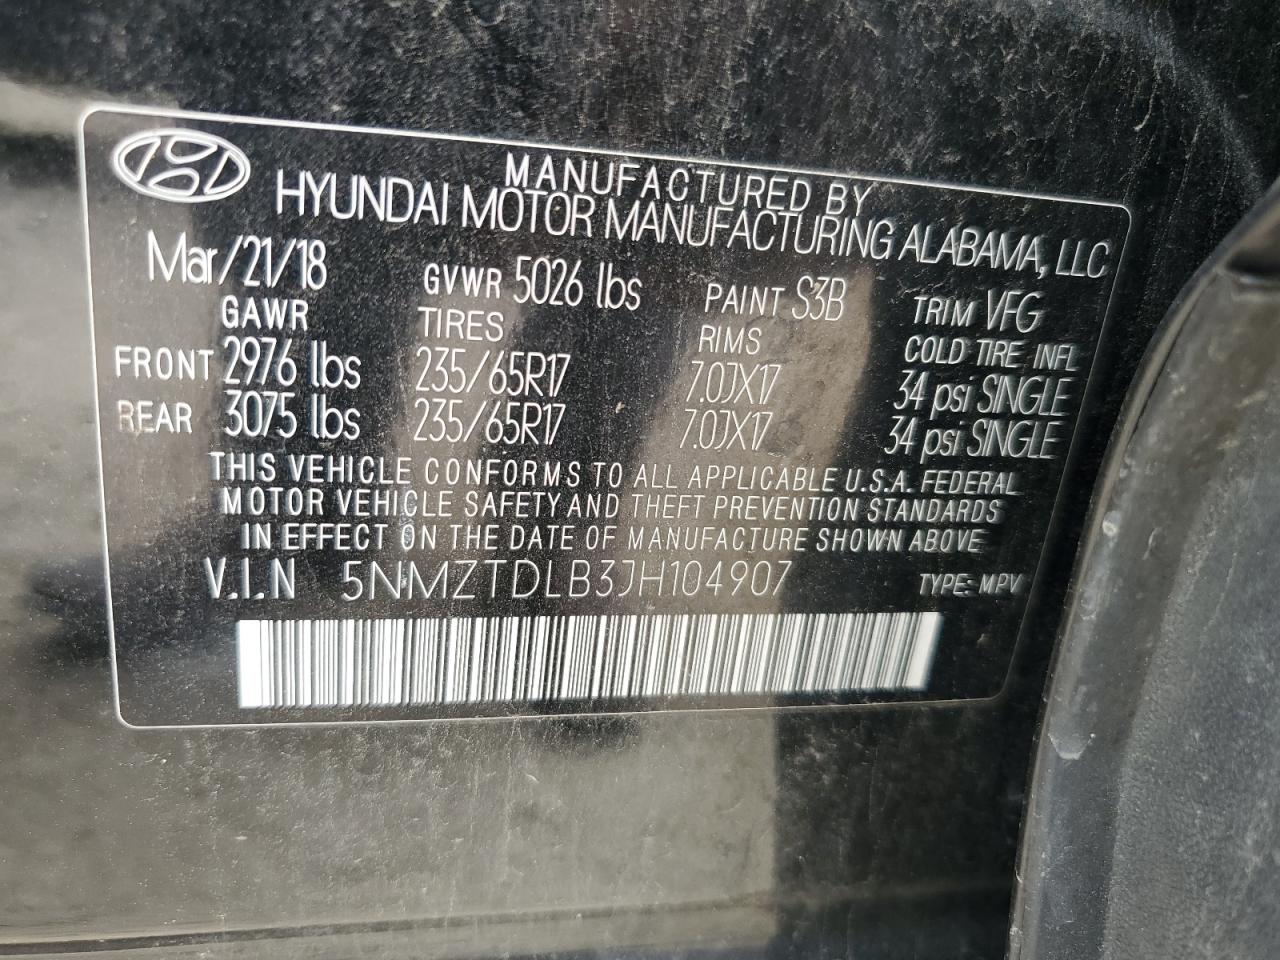 MANUFACTURED BY
HYUNDAI MOTOR MANUFACTURING ALABAMA, LLC
Mar/21/18 GVWR 5026 lbs PAINT S3B TRIM VFG
GAWR TIRES RIMS COLD TIRE INFL
FRONT 2976 lbs 235/65R17 7.0JX17 34 psi SINGLE
REAR 3075 lbs 235/65R17 7.0JX17 34 psi SINGLE
THIS VEHICLE CONFORMS TO ALL APPLICABLE U.S.A. FEDERAL
MOTOR VEHICLE SAFETY AND THEFT PREVENTION STANDARDS
IN EFFECT ON THE DATE OF MANUFACTURE SHOWN ABOVE
V.I.N 5NMZTDLB3JH104907 TYPE: MPV